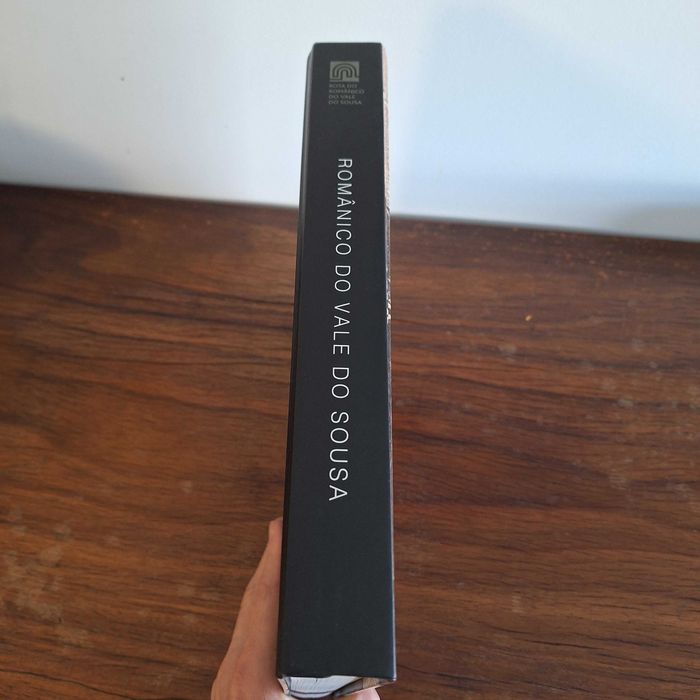 ROTA DO
ROMÂNICO
DO VALE
DO SOUSA
ROMÂNICO DO VALE DO SOUSA